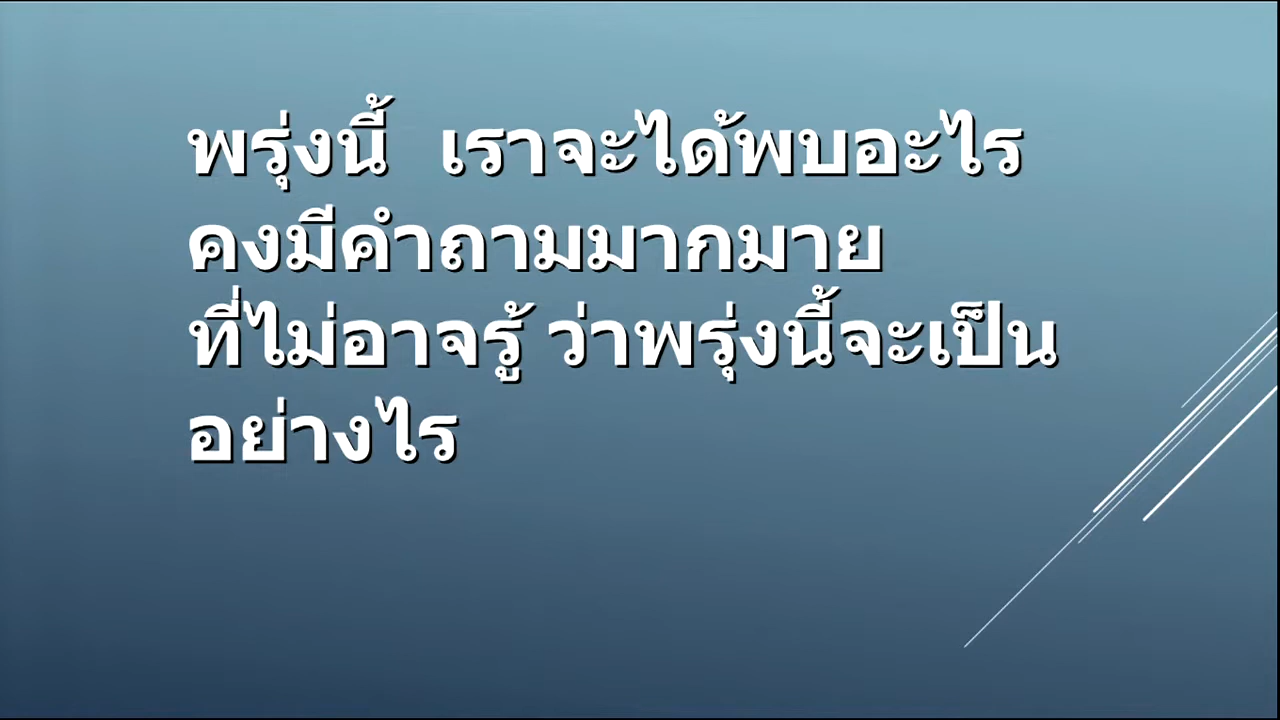 พรุ่งนี้  เราจะได้พบอะไร
คงมีคำถามมากมาย
ที่ไม่อาจรู้ ว่าพรุ่งนี้จะเป็น
อย่างไร